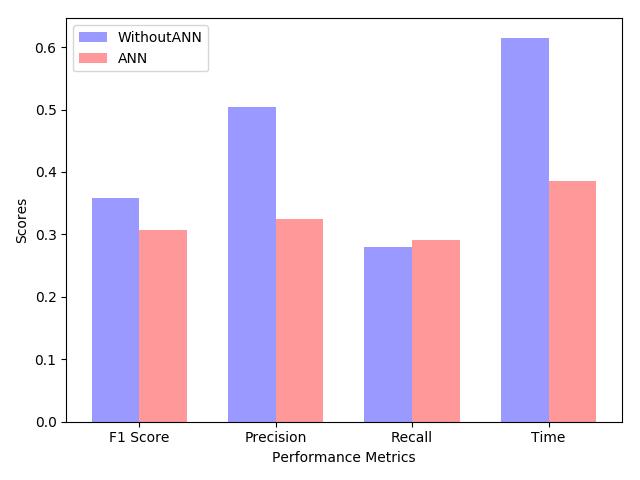 WithoutANN
ANN
Scores
0.6
0.5
0.4
0.3
0.2
0.1
0.0
F1 Score Precision Recall Time
Performance Metrics